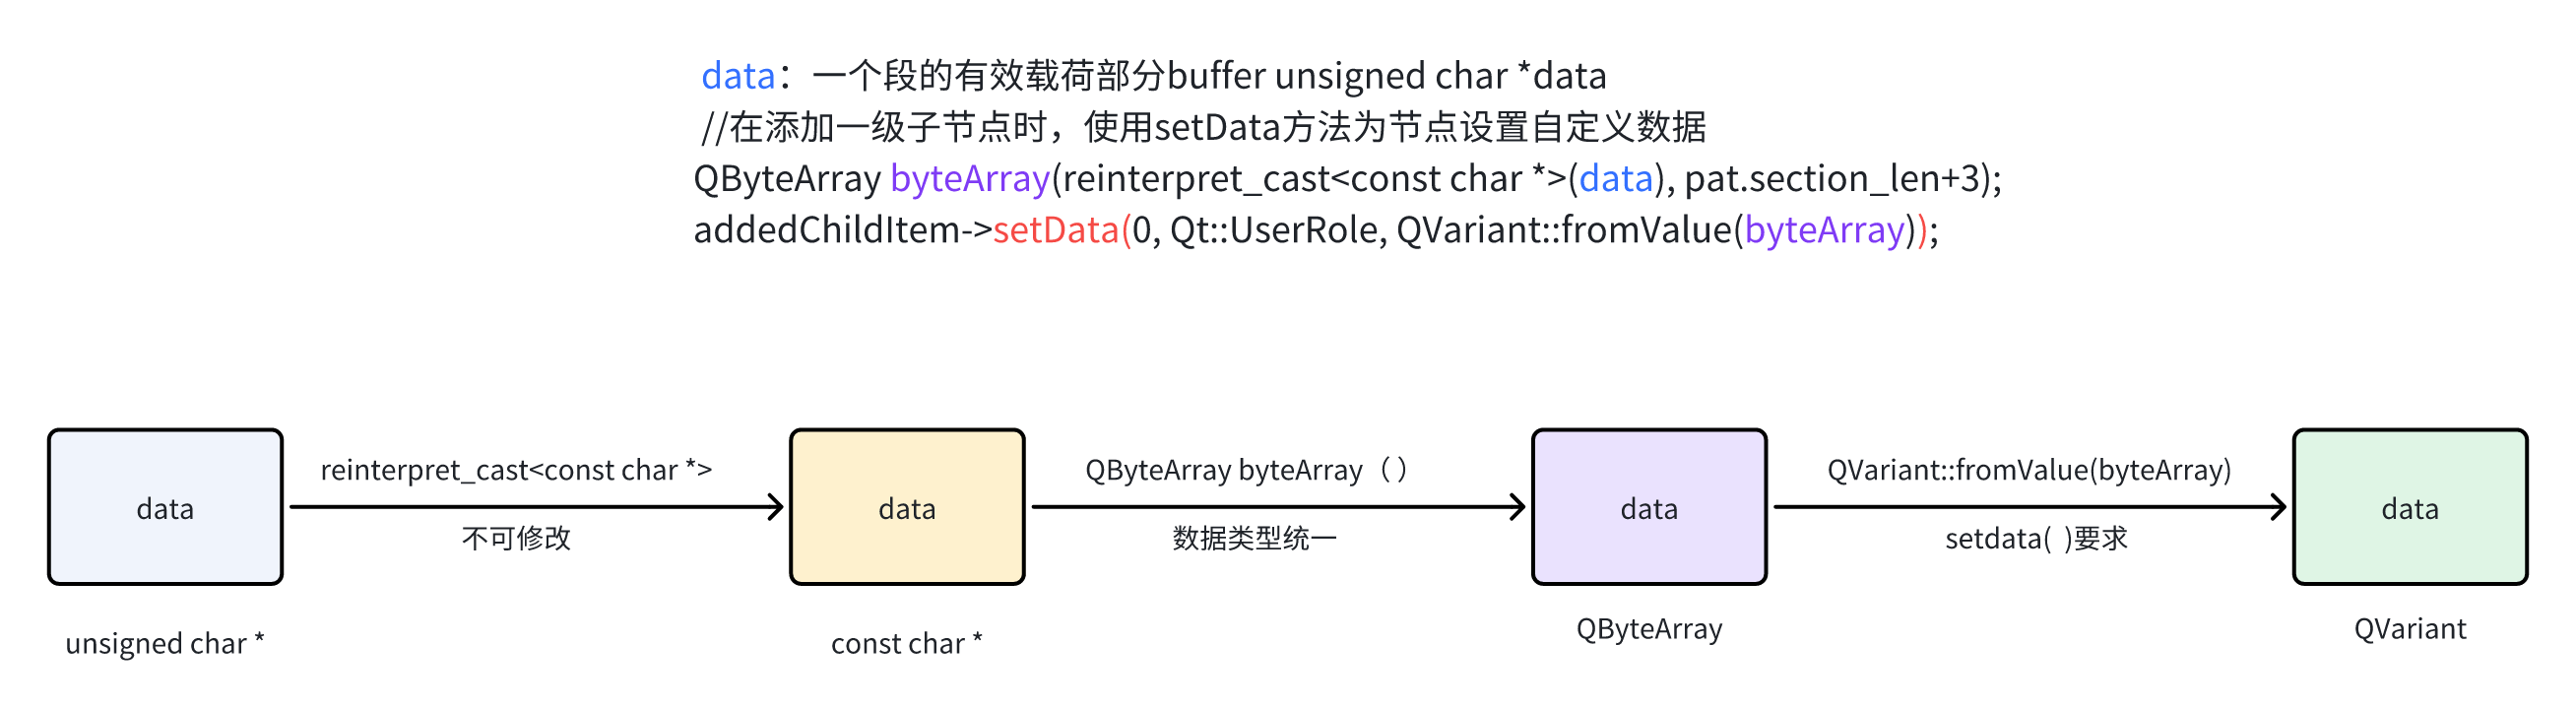 data：一个段的有效载荷部分buffer unsigned char *data
//在添加一级子节点时，使用setData方法为节点设置自定义数据
QByteArray byteArray(reinterpret_cast<const char *>(data), pat.section_len+3);
addedChildItem->setData(0, Qt::UserRole, QVariant::fromValue(byteArray));
data
reinterpret_cast<const char *>
不可修改
data
QByteArray byteArray（ ）
数据类型统一
data
QVariant::fromValue(byteArray)
setdata( )要求
data
unsigned char *
const char *
QByteArray
QVariant